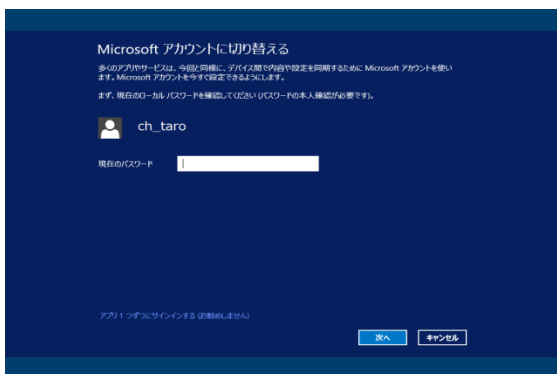 Microsoft アカウントに切り替える
多くのアプリやサービスは、今回と同様に、デバイス間で内容や設定を同期するために Microsoft アカウントを使い
ます。Microsoft アカウントを今すぐ設定できるようにします。
まず、現在のローカル パスワードを確認してください (パスワードの本人確認が必要です)。
ch_taro
現在のパスワード
アプリ 1 つずつにサインインする (お勧めしません)
次へ
キャンセル